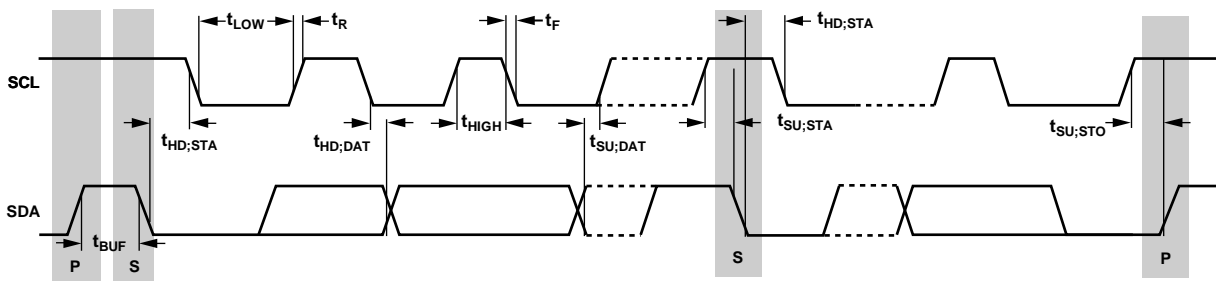 tLOW tR tF tHD;STA
SCL
tHD;STA tHD;DAT tHIGH tSU;DAT tSU;STA tSU;STO
SDA
tBUF
P S S P